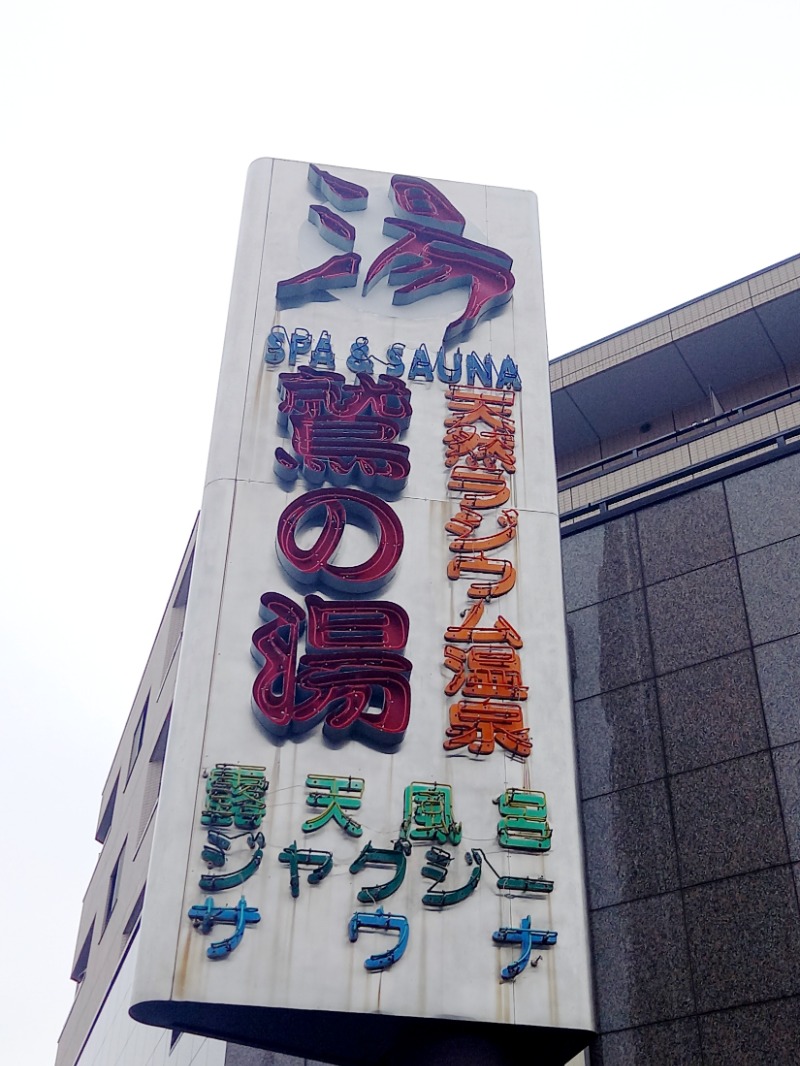 湯
SPA & SAUNA
天然ラジウム温泉
鷲の湯
露天風呂
ジャグジー
サウナ